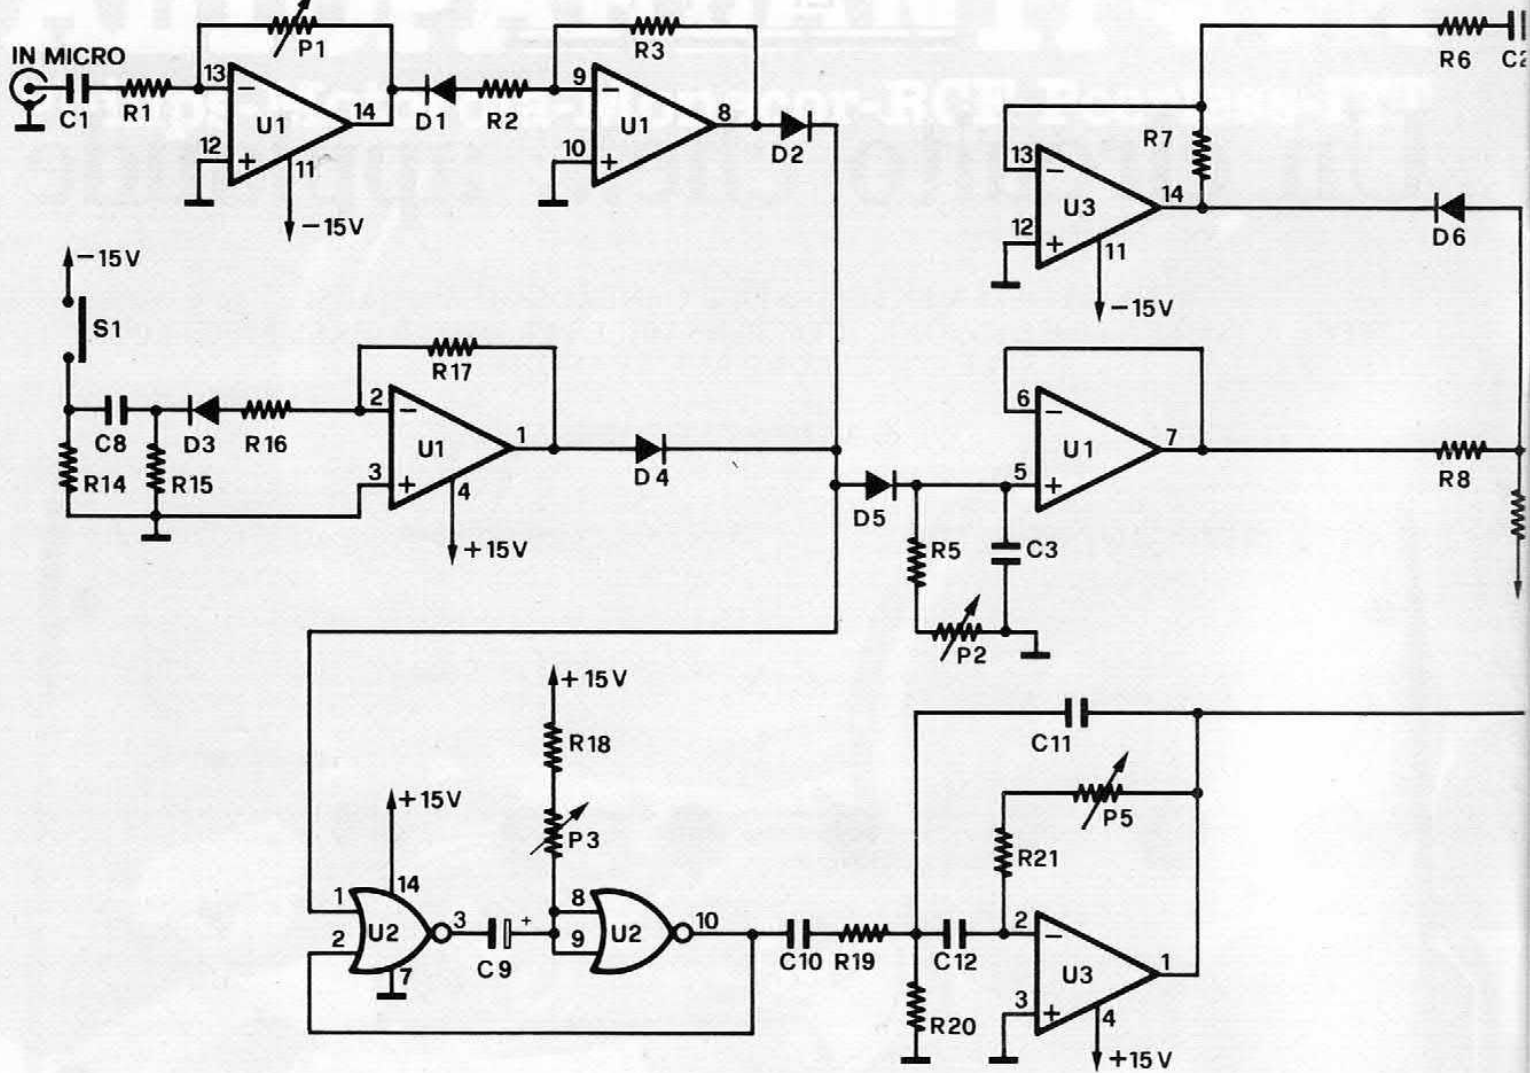 IN MICRO
C1
R1
13
12
−
+
U1
14
11
−15V
P1
D1
R2
9
10
−
+
U1
8
R3
D2
R6
C2
R7
13
12
−
+
U3
14
11
−15V
D6
−15V
S1
C8
D3
R16
R14
R15
R17
2
3
−
+
U1
1
4
+15V
D4
D5
6
5
−
+
U1
7
R8
R5
C3
P2
+15V
R18
P3
+15V
14
1
2
U2
3
7
C9
+
8
9
U2
10
C10
R19
C11
P5
R21
C12
R20
2
3
−
+
U3
1
4
+15V